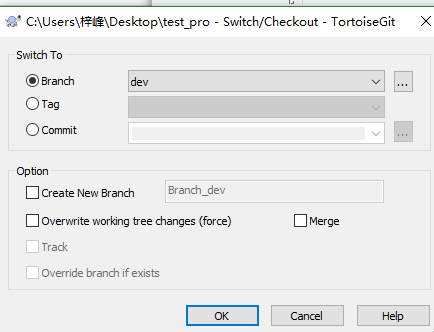 C:\Users\梓峰\Desktop\test_pro - Switch/Checkout - TortoiseGit
Switch To
Branch
dev
...
Tag
Commit
...
Option
Create New Branch
Branch_dev
Overwrite working tree changes (force)
Merge
Track
Override branch if exists
OK
Cancel
Help